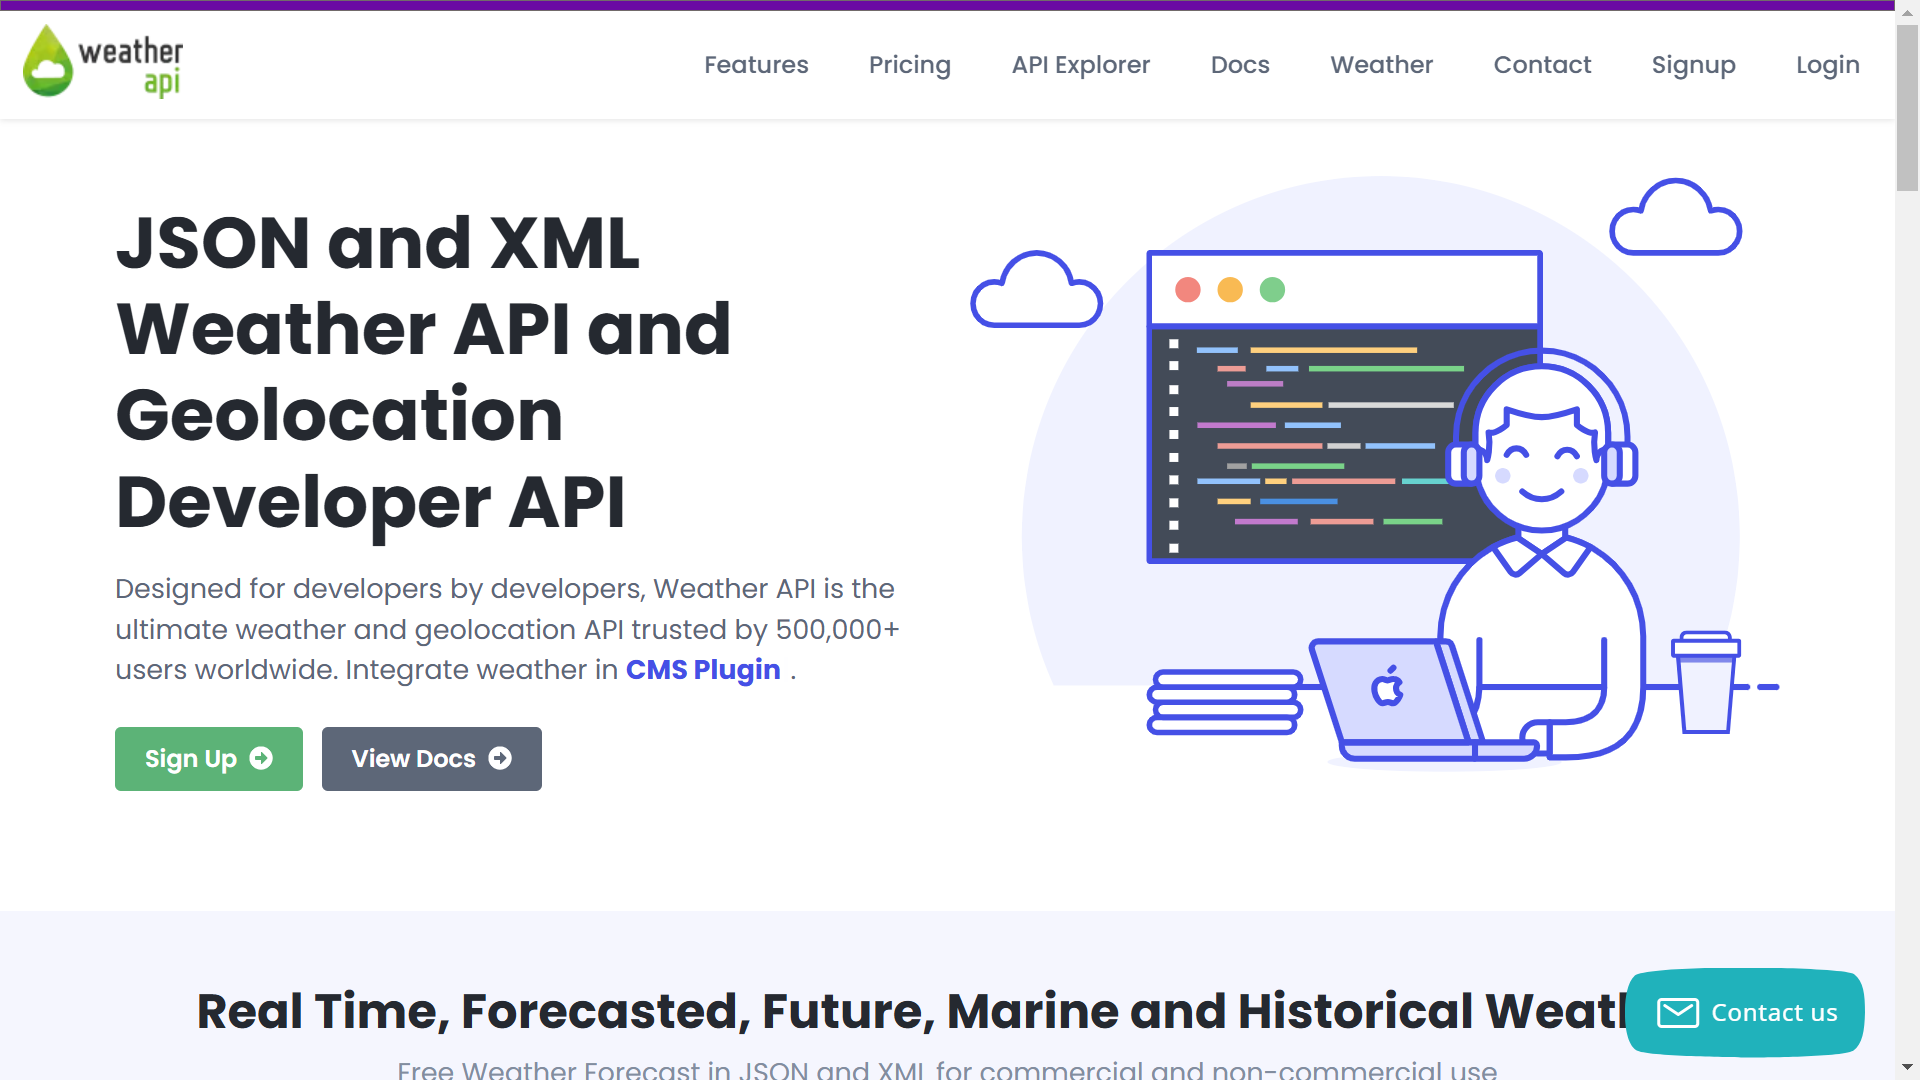 weather
api
Features Pricing API Explorer Docs Weather Contact Signup Login
JSON and XML
Weather API and
Geolocation
Developer API
Designed for developers by developers, Weather API is the
ultimate weather and geolocation API trusted by 500,000+
users worldwide. Integrate weather in CMS Plugin .
Sign Up View Docs
Real Time, Forecasted, Future, Marine and Historical
Contact us
Free Weather Forecast in JSON and XML for commercial and non-commercial use